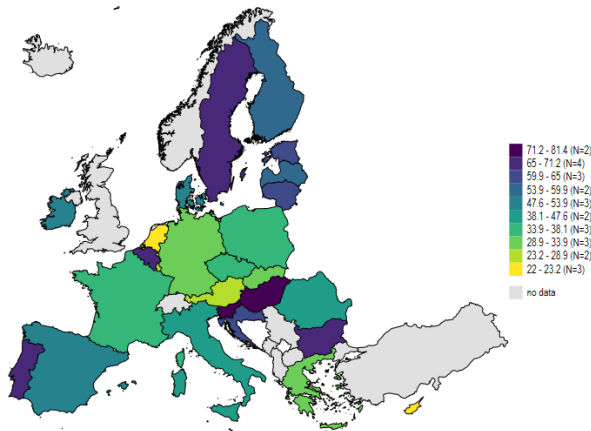 71.2 - 81.4 (N=2)
65 - 71.2 (N=4)
59.9 - 65 (N=3)
53.9 - 59.9 (N=2)
47.6 - 53.9 (N=3)
38.1 - 47.6 (N=2)
33.9 - 38.1 (N=3)
28.9 - 33.9 (N=3)
23.2 - 28.9 (N=2)
22 - 23.2 (N=3)
no data